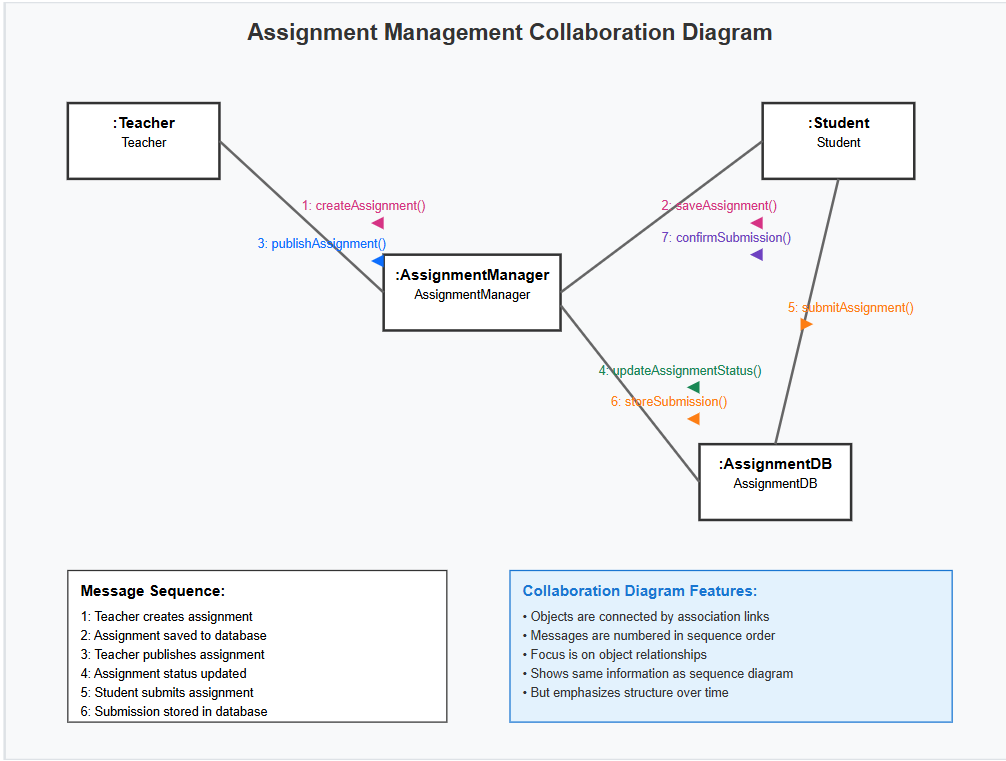 Assignment Management Collaboration Diagram
:Teacher
Teacher
:Student
Student
1: createAssignment()
2: saveAssignment()
3: publishAssignment()
7: confirmSubmission()
:AssignmentManager
AssignmentManager
5: submitAssignment()
4: updateAssignmentStatus()
6: storeSubmission()
:AssignmentDB
AssignmentDB
Message Sequence:
1: Teacher creates assignment
2: Assignment saved to database
3: Teacher publishes assignment
4: Assignment status updated
5: Student submits assignment
6: Submission stored in database
Collaboration Diagram Features:
• Objects are connected by association links
• Messages are numbered in sequence order
• Focus is on object relationships
• Shows same information as sequence diagram
• But emphasizes structure over time